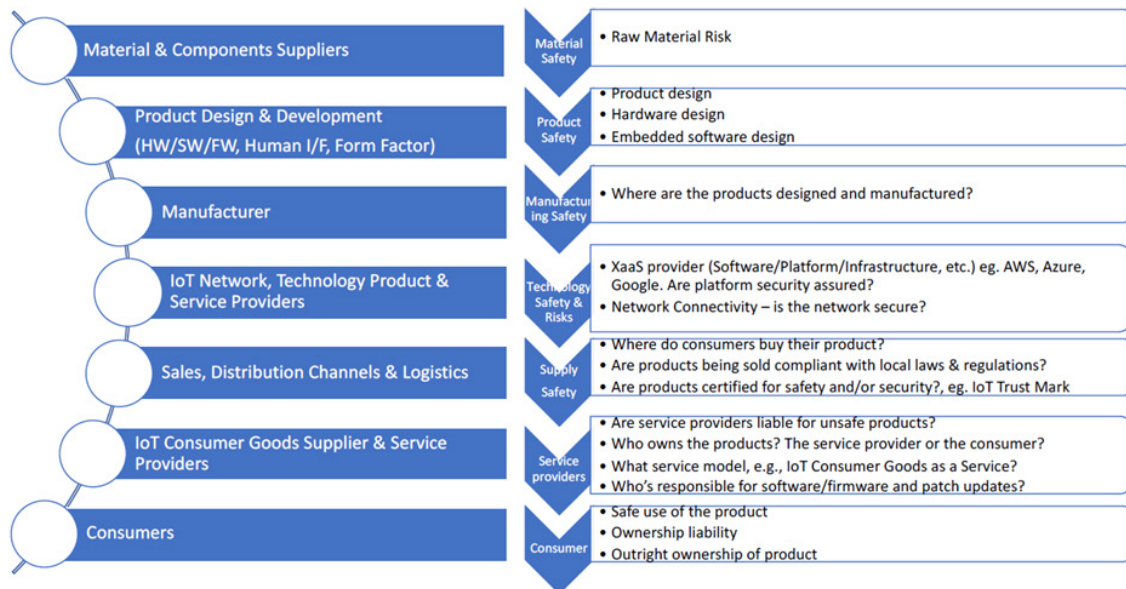 Material & Components Suppliers
Material
Safety
• Raw Material Risk
Product Design & Development
(HW/SW/FW, Human I/F, Form Factor)
Product
Safety
• Product design
• Hardware design
• Embedded software design
Manufacturer
Manufactur
ing Safety
• Where are the products designed and manufactured?
IoT Network, Technology Product &
Service Providers
Technology
Safety &
Risks
• XaaS provider (Software/Platform/Infrastructure, etc.) eg. AWS, Azure,
Google. Are platform security assured?
• Network Connectivity – is the network secure?
Sales, Distribution Channels & Logistics
Supply
Safety
• Where do consumers buy their product?
• Are products being sold compliant with local laws & regulations?
• Are products certified for safety and/or security?, eg. IoT Trust Mark
IoT Consumer Goods Supplier & Service
Providers
Service
providers
• Are service providers liable for unsafe products?
• Who owns the products? The service provider or the consumer?
• What service model, e.g., IoT Consumer Goods as a Service?
• Who's responsible for software/firmware and patch updates?
Consumers
Consumer
• Safe use of the product
• Ownership liability
• Outright ownership of product